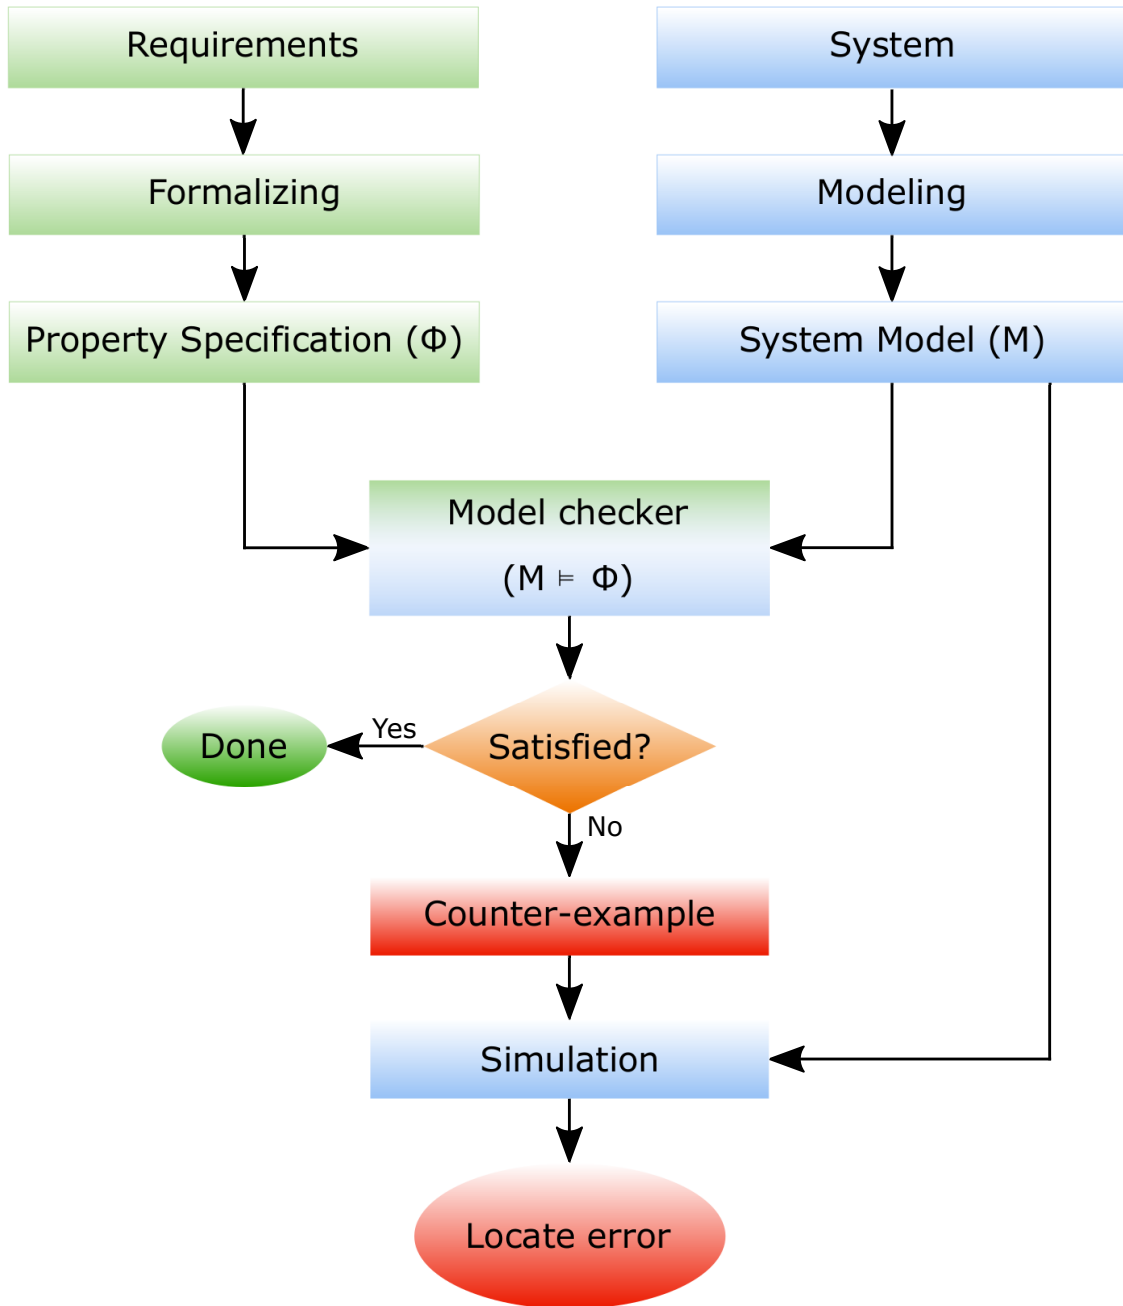 Requirements
System
Formalizing
Modeling
Property Specification (Φ)
System Model (M)
Model checker
(M ⊨ Φ)
Yes
Done
Satisfied?
No
Counter-example
Simulation
Locate error